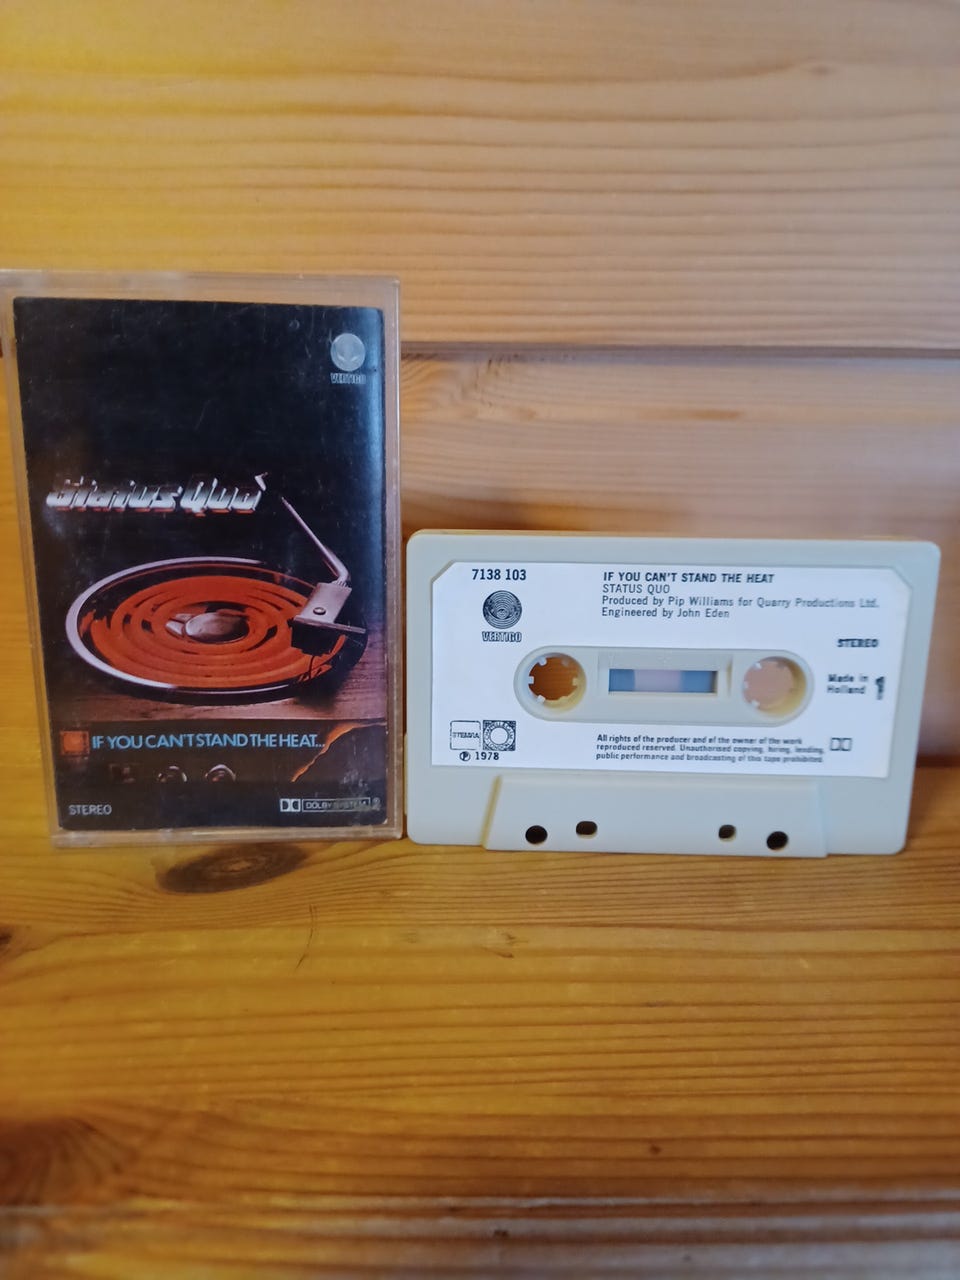 VERTIGO
Status Quo
IF YOU CAN'T STAND THE HEAT...
STEREO
DOLBY SYSTEM
7138 103
VERTIGO
IF YOU CAN'T STAND THE HEAT
STATUS QUO
Produced by Pip Williams for Quarry Productions Ltd.
Engineered by John Eden
STEREO
Made in
Holland
1
STEMRA
℗ 1978
All rights of the producer and of the owner of the work
reproduced reserved. Unauthorised copying, hiring, lending,
public performance and broadcasting of this tape prohibited.